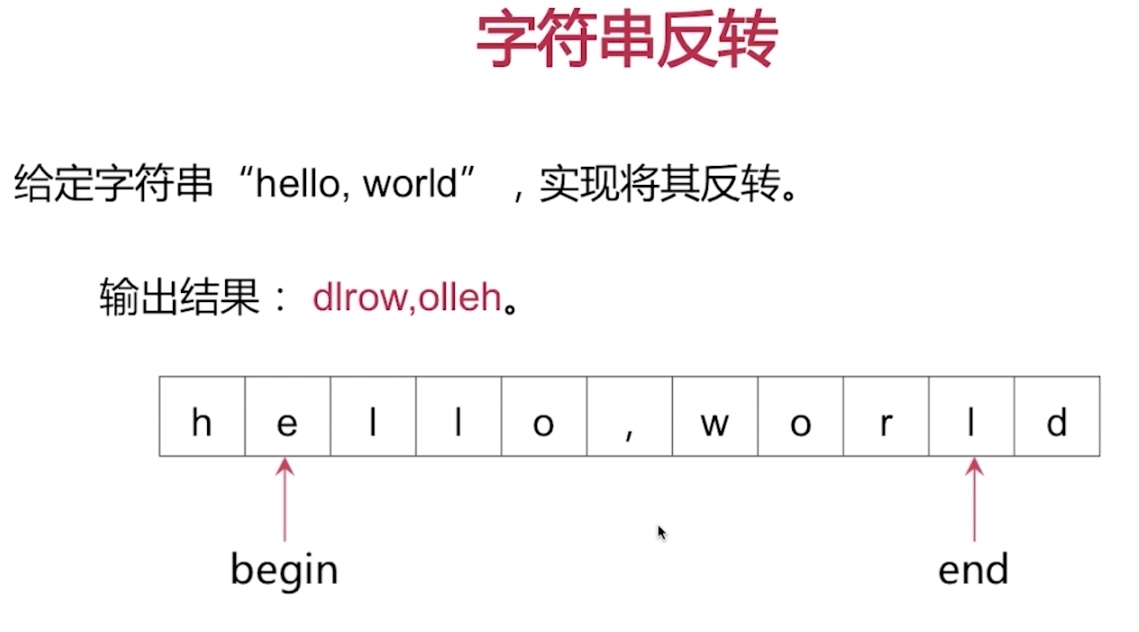 字符串反转
给定字符串“hello, world”，实现将其反转。
输出结果： dlrow,olleh。
h e l l o , w o r l d
begin end